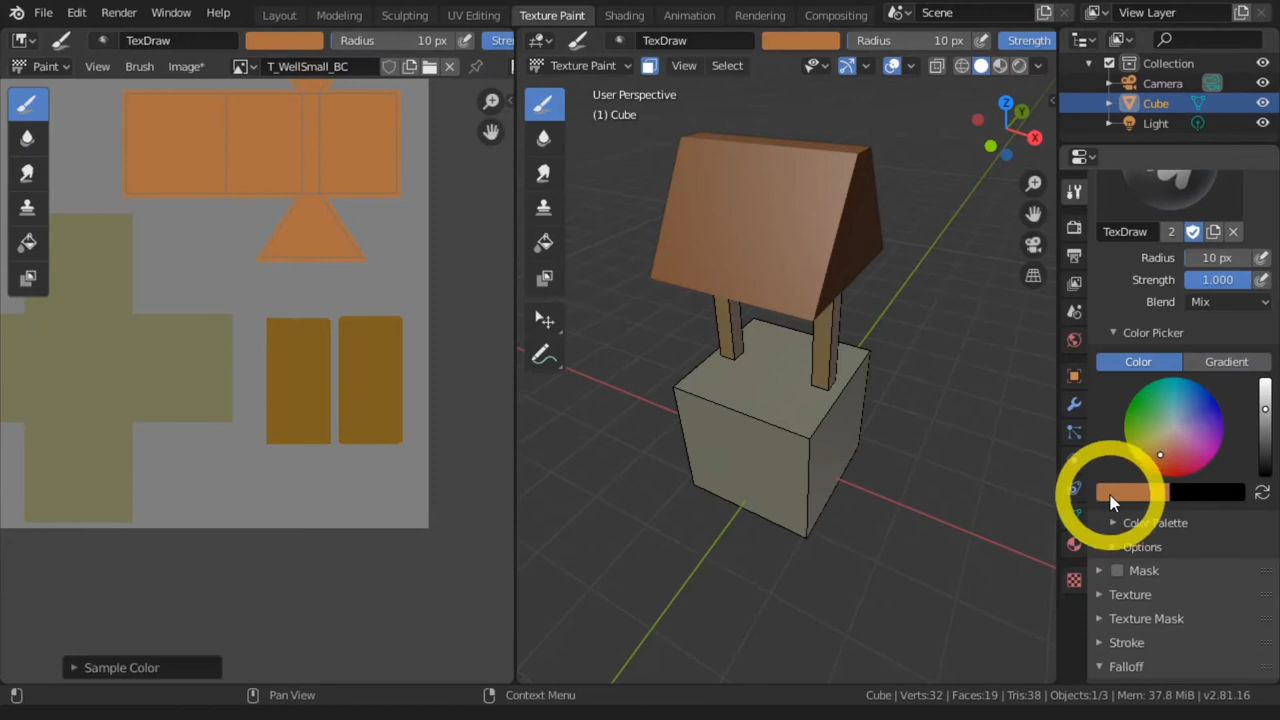 File Edit Render Window Help Layout Modeling Sculpting UV Editing Texture Paint Shading Animation Rendering Compositing Scene View Layer
TexDraw Radius 10 px TexDraw Radius 10 px Strength
Paint View Brush Image* T_WellSmall_BC Texture Paint View Select
Scene Collection
Camera
Cube
Light
User Perspective
(1) Cube
Z
Y
X
TexDraw 2
Radius 10 px
Strength 1.000
Blend Mix
Color Picker
Color Gradient
Color Palette
Options
Mask
Texture
Texture Mask
Stroke
Falloff
Sample Color
Pan View Context Menu Cube | Verts:32 | Faces:19 | Tris:38 | Objects:1/3 | Mem: 37.8 MiB | v2.81.16